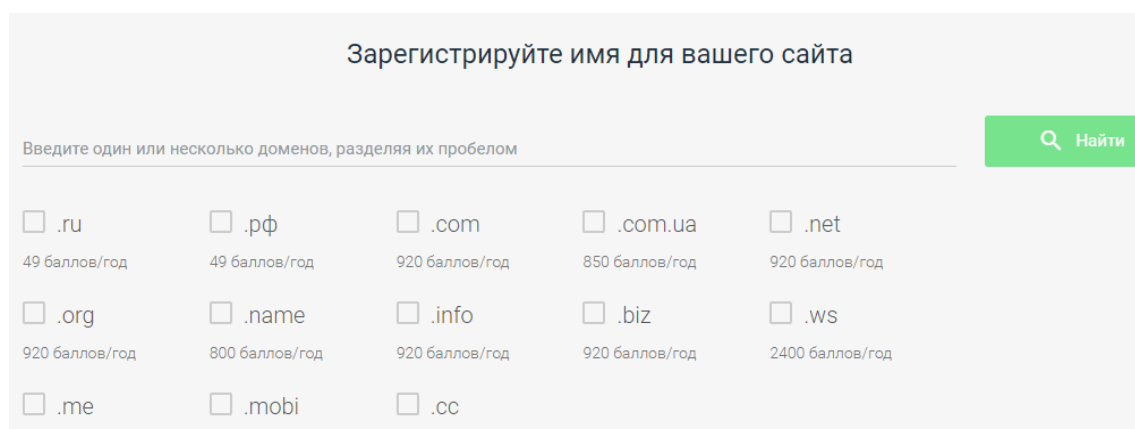 Зарегистрируйте имя для вашего сайта
Введите один или несколько доменов, разделяя их пробелом
Найти
.ru .рф .com .com.ua .net
49 баллов/год 49 баллов/год 920 баллов/год 850 баллов/год 920 баллов/год
.org .name .info .biz .ws
920 баллов/год 800 баллов/год 920 баллов/год 920 баллов/год 2400 баллов/год
.me .mobi .cc